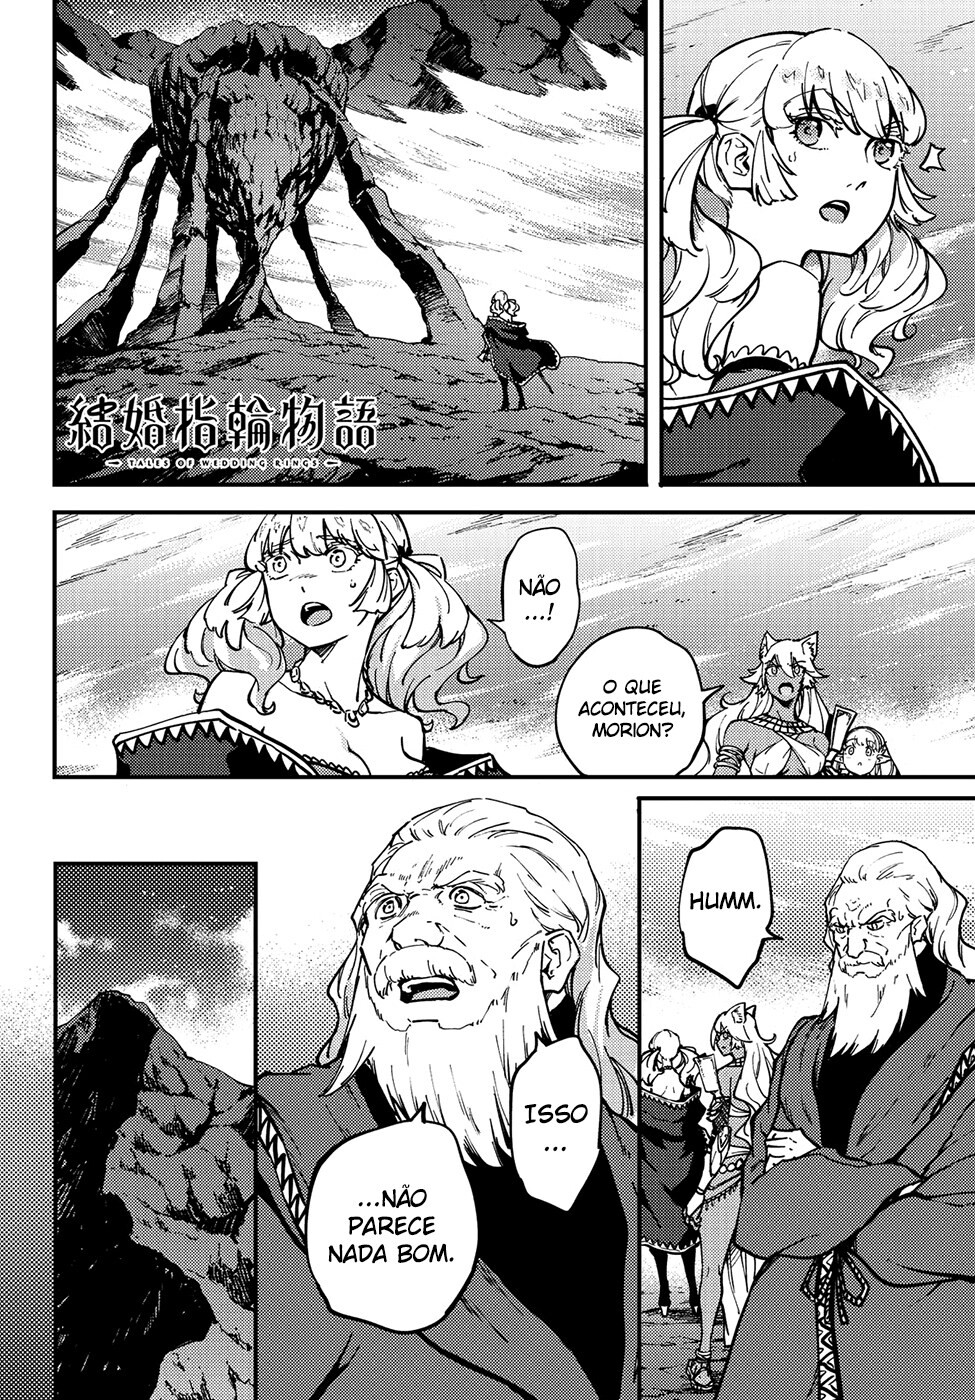 結婚指輪物語
TALES OF WEDDING RINGS
NÃO
...!
O QUE
ACONTECEU,
MORION?
HUMM.
ISSO
...
...NÃO
PARECE
NADA BOM.